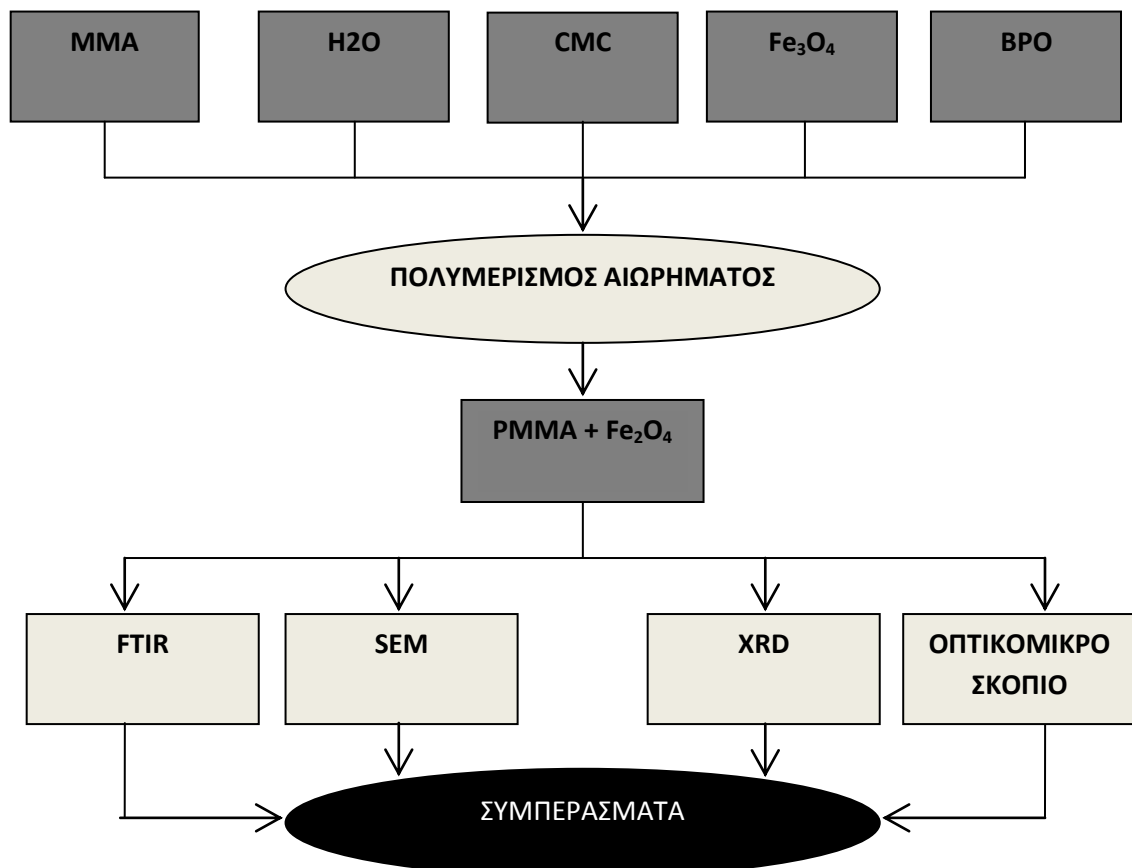 MMA
H2O
CMC
Fe₃O₄
BPO
ΠΟΛΥΜΕΡΙΣΜΟΣ ΑΙΩΡΗΜΑΤΟΣ
PMMA + Fe₂O₄
FTIR
SEM
XRD
ΟΠΤΙΚΟΜΙΚΡΟ
ΣΚΟΠΙΟ
ΣΥΜΠΕΡΑΣΜΑΤΑ